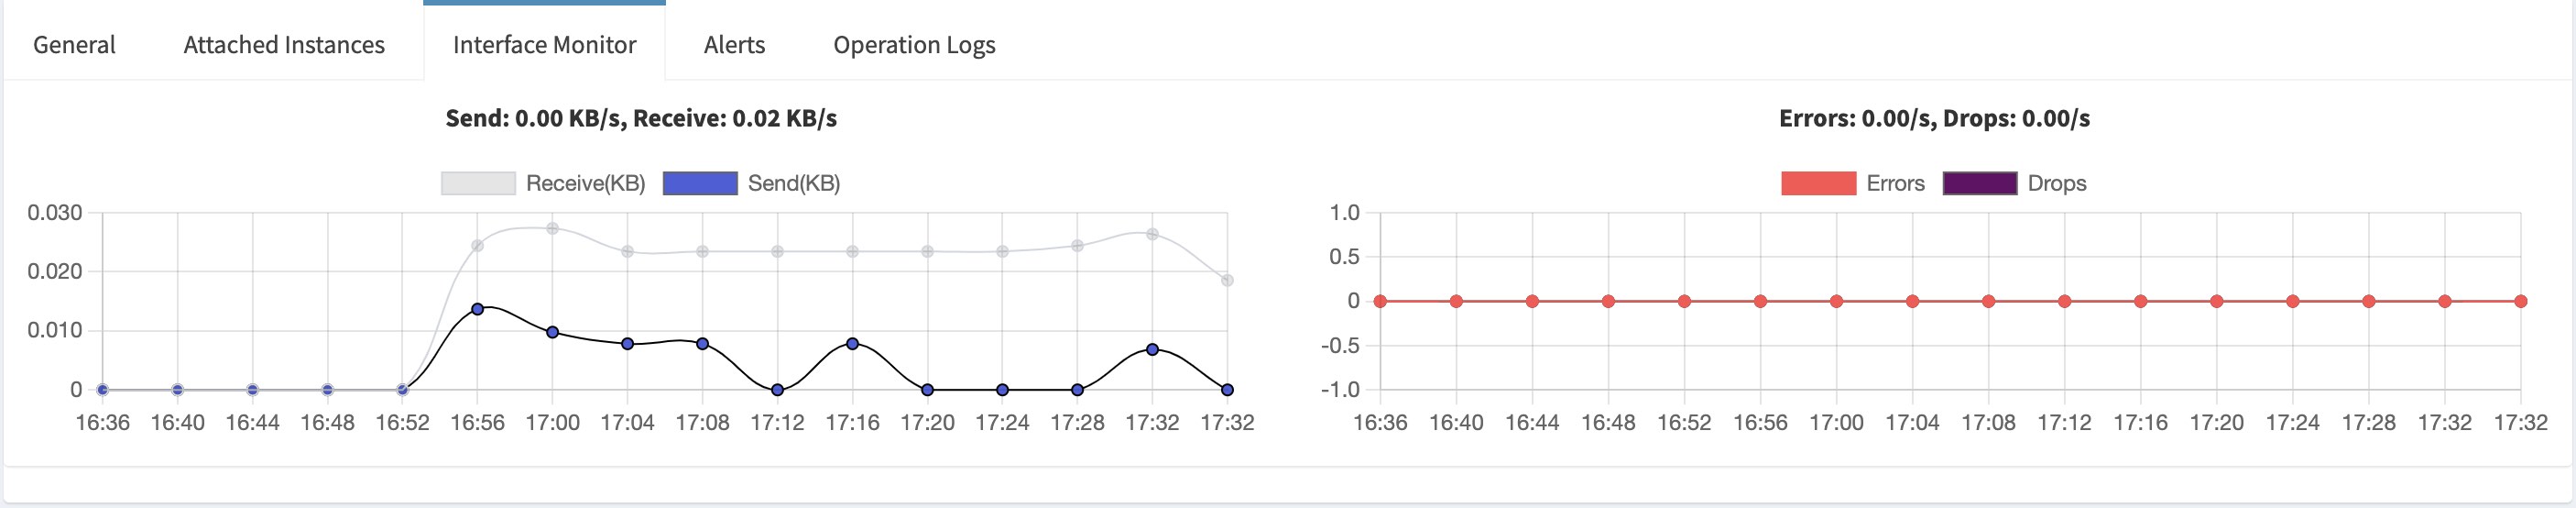 General Attached Instances Interface Monitor Alerts Operation Logs
Send: 0.00 KB/s, Receive: 0.02 KB/s
Receive(KB) Send(KB)
0.030
0.020
0.010
0
16:36 16:40 16:44 16:48 16:52 16:56 17:00 17:04 17:08 17:12 17:16 17:20 17:24 17:28 17:32 17:32
Errors: 0.00/s, Drops: 0.00/s
Errors Drops
1.0
0.5
0
-0.5
-1.0
16:36 16:40 16:44 16:48 16:52 16:56 17:00 17:04 17:08 17:12 17:16 17:20 17:24 17:28 17:32 17:32